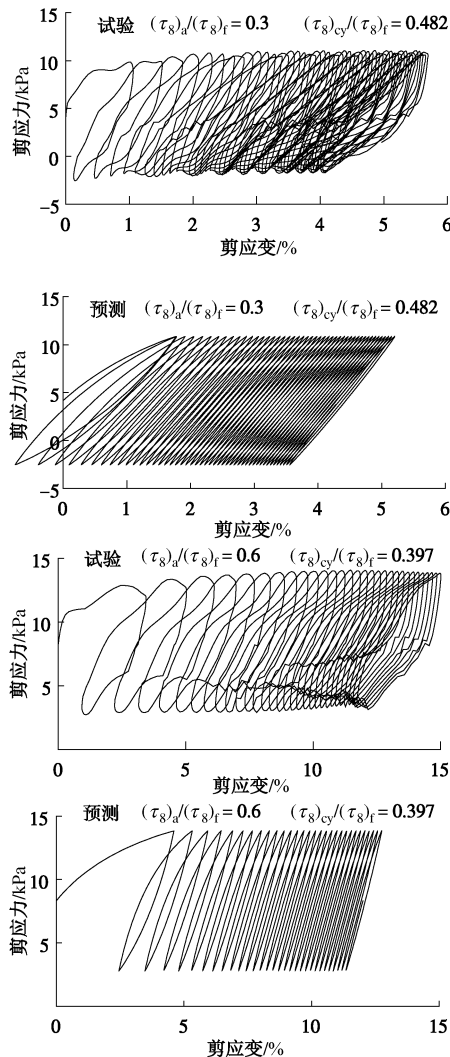 试验 (τ₈)ₐ/(τ₈)f = 0.3 (τ₈)cy/(τ₈)f = 0.482
15
10
5
0
−5
剪应力/kPa
0 1 2 3 4 5 6
剪应变/%
预测 (τ₈)ₐ/(τ₈)f = 0.3 (τ₈)cy/(τ₈)f = 0.482
15
10
5
0
−5
剪应力/kPa
0 1 2 3 4 5 6
剪应变/%
试验 (τ₈)ₐ/(τ₈)f = 0.6 (τ₈)cy/(τ₈)f = 0.397
15
10
5
剪应力/kPa
0 5 10 15
剪应变/%
预测 (τ₈)ₐ/(τ₈)f = 0.6 (τ₈)cy/(τ₈)f = 0.397
15
10
5
剪应力/kPa
0 5 10 15
剪应变/%